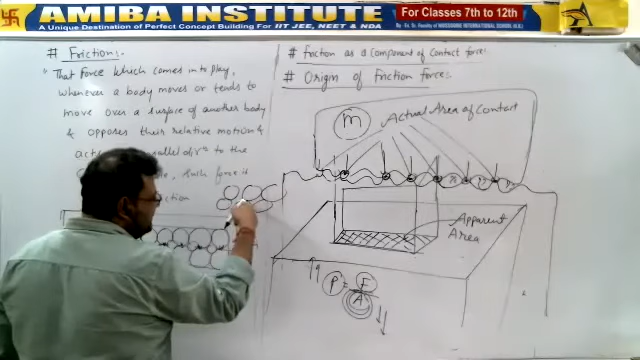 AMIBA INSTITUTE
For Classes 7th to 12th
A Unique Destination of Perfect Concept Building For IIT JEE, NEET & NDA
# Friction:-
"That Force which comes into play,
whenever a body moves or tends to
move over a surface of another body
& opposes their relative motion &
# friction as a Component of Contact force
# Origin of friction forces
Actual Area of Contact
m
Apparent
Area
P = F
A